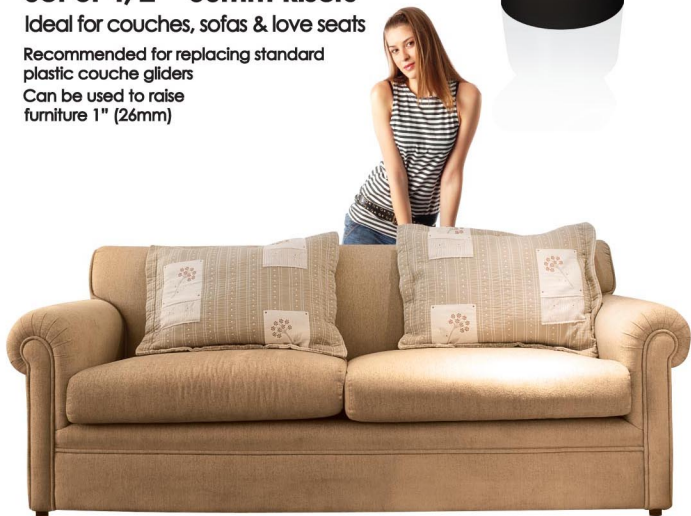 Ideal for couches, sofas & love seats
Recommended for replacing standard
plastic couche gliders
Can be used to raise
furniture 1" (26mm)